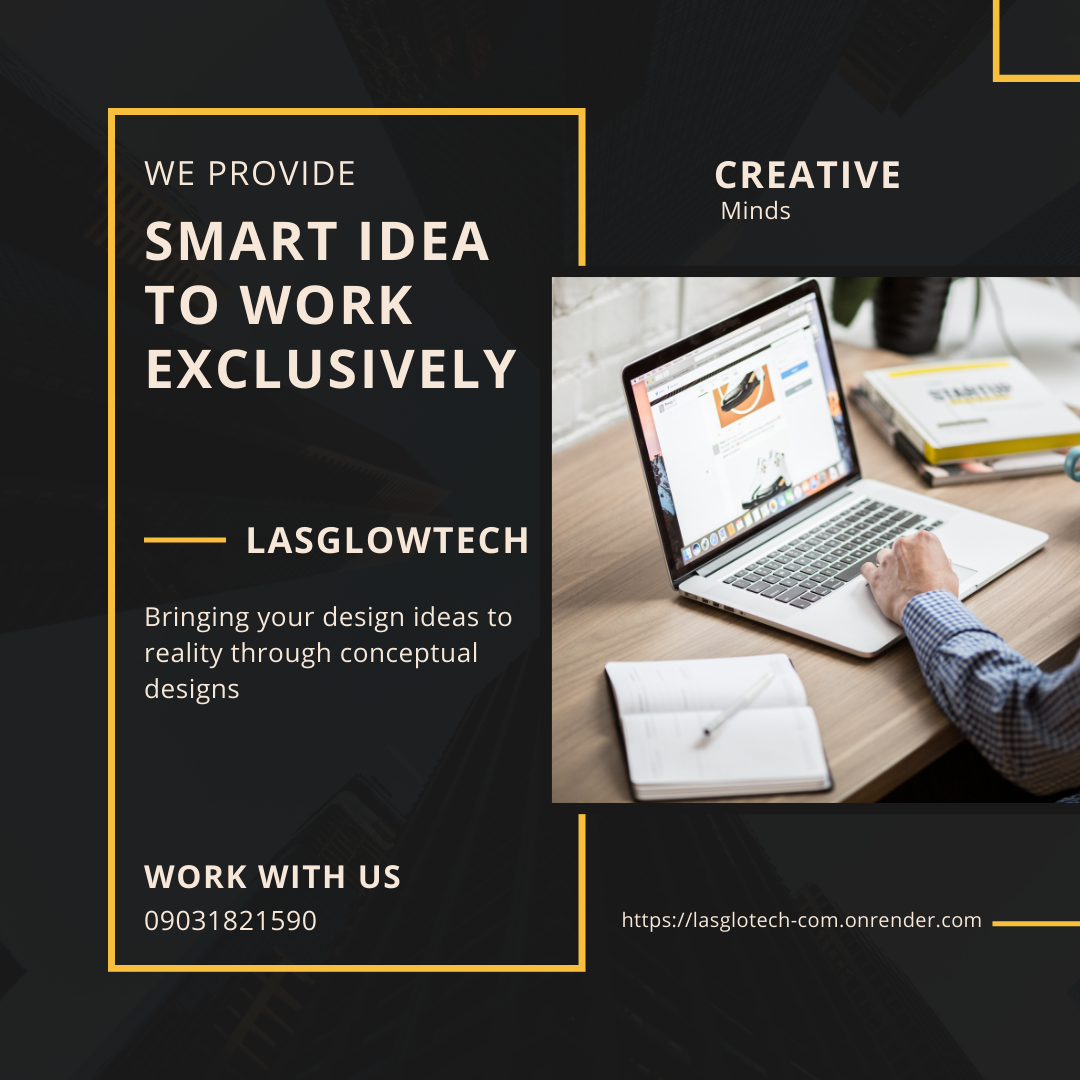 WE PROVIDE
SMART IDEA
TO WORK
EXCLUSIVELY
LASGLOWTECH
Bringing your design ideas to
reality through conceptual
designs
WORK WITH US
09031821590
CREATIVE
Minds
STARTUP
https://lasglotech-com.onrender.com